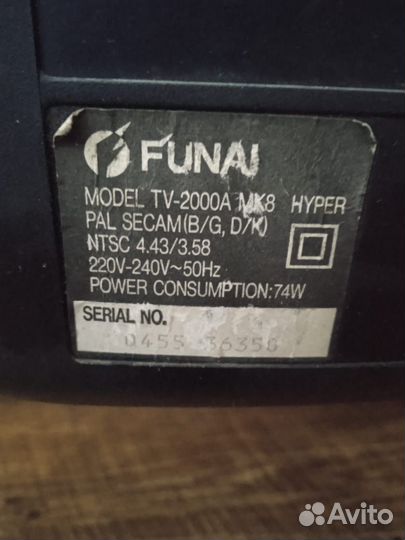 FUNAI
MODEL TV-2000A MK8 HYPER
PAL SECAM(B/G, D/K)
NTSC 4.43/3.58
220V-240V~50Hz
POWER CONSUMPTION:74W
SERIAL NO.
0455 36350
Avito